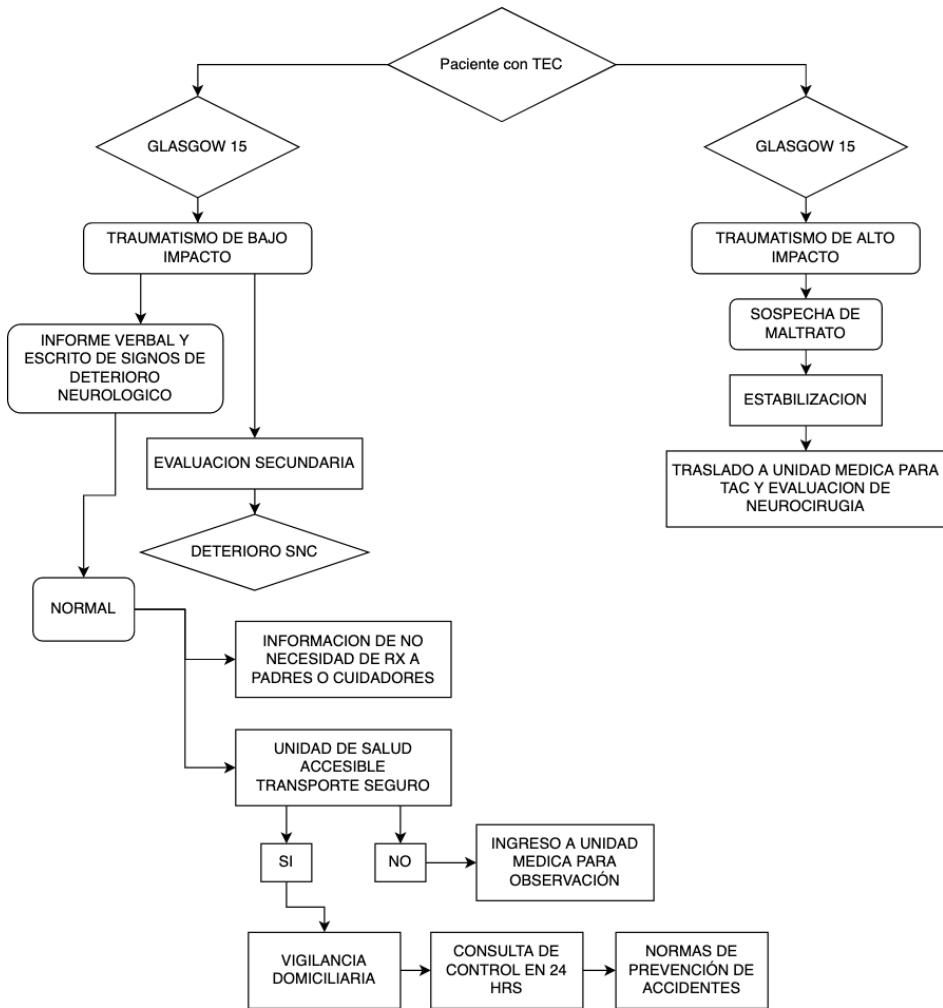 Paciente con TEC
GLASGOW 15
GLASGOW 15
TRAUMATISMO DE BAJO
IMPACTO
TRAUMATISMO DE ALTO
IMPACTO
INFORME VERBAL Y
ESCRITO DE SIGNOS DE
DETERIORO
NEUROLOGICO
SOSPECHA DE
MALTRATO
ESTABILIZACION
EVALUACION SECUNDARIA
TRASLADO A UNIDAD MEDICA PARA
TAC Y EVALUACION DE
NEUROCIRUGIA
DETERIORO SNC
NORMAL
INFORMACION DE NO
NECESIDAD DE RX A
PADRES O CUIDADORES
UNIDAD DE SALUD
ACCESIBLE
TRANSPORTE SEGURO
SI
NO
INGRESO A UNIDAD
MEDICA PARA
OBSERVACIÓN
VIGILANCIA
DOMICILIARIA
CONSULTA DE
CONTROL EN 24
HRS
NORMAS DE
PREVENCIÓN DE
ACCIDENTES